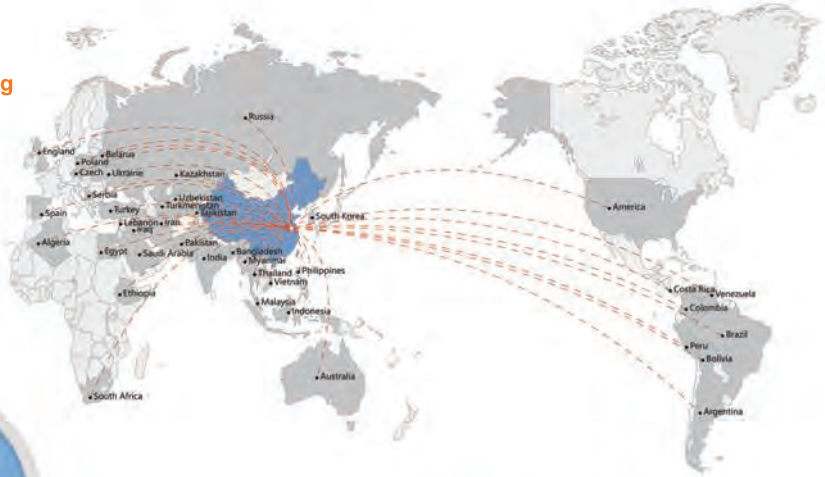 g
Russia
England
Belarus
Poland
Czech
Ukrainie
Kazakhstan
Serbia
Uzbekistan
Turkmenistan
Tajikistan
Spain
Turkey
South Korea
America
Lebanon
Iran
Iraq
Algeria
Egypt
Saudi Arabia
Pakistan
India
Bangladesh
Myanmar
Thailand
Philippines
Vietnam
Ethiopia
Malaysia
Indonesia
Costa Rica
Venezuela
Colombia
Brazil
Peru
Bolivia
Australia
South Africa
Argentina